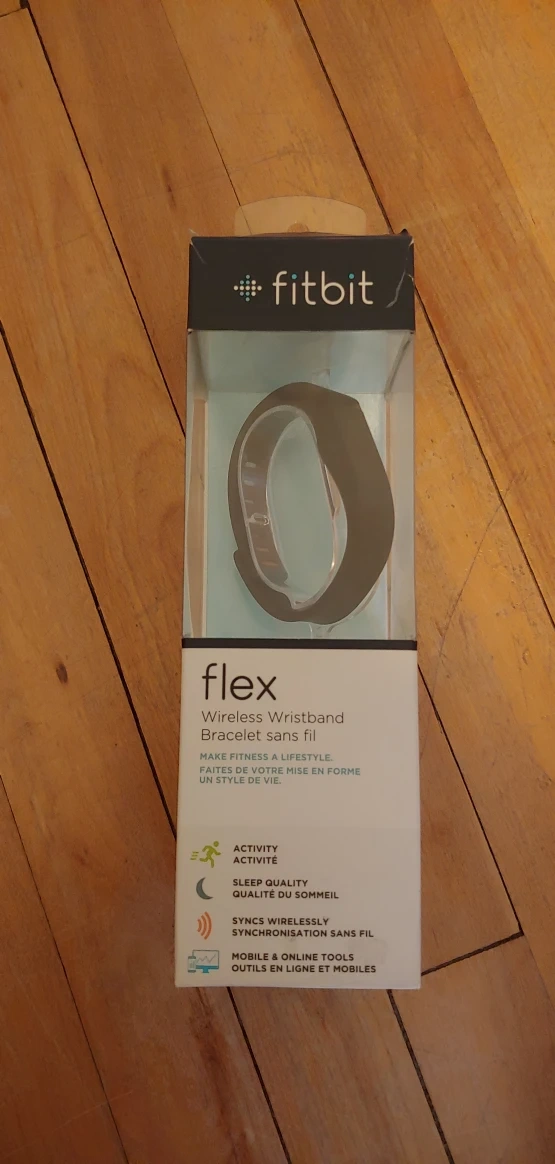 fitbit
flex
Wireless Wristband
Bracelet sans fil
MAKE FITNESS A LIFESTYLE.
FAITES DE VOTRE MISE EN FORME
UN STYLE DE VIE.
ACTIVITY
ACTIVITÉ
SLEEP QUALITY
QUALITÉ DU SOMMEIL
SYNCS WIRELESSLY
SYNCHRONISATION SANS FIL
MOBILE & ONLINE TOOLS
OUTILS EN LIGNE ET MOBILES